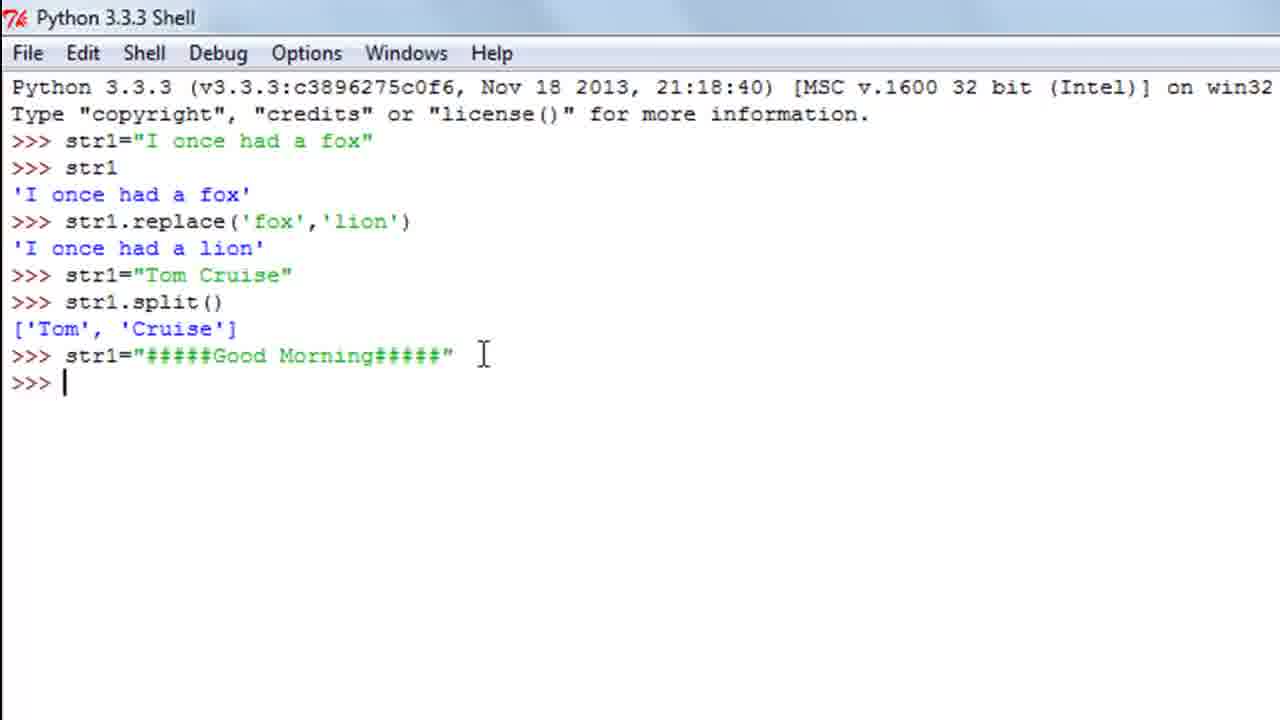 Python 3.3.3 Shell
File Edit Shell Debug Options Windows Help
Python 3.3.3 (v3.3.3:c3896275c0f6, Nov 18 2013, 21:18:40) [MSC v.1600 32 bit (Intel)] on win32
Type "copyright", "credits" or "license()" for more information.
>>> str1="I once had a fox"
>>> str1
'I once had a fox'
>>> str1.replace('fox','lion')
'I once had a lion'
>>> str1="Tom Cruise"
>>> str1.split()
['Tom', 'Cruise']
>>> str1="#####Good Morning#####"
>>>